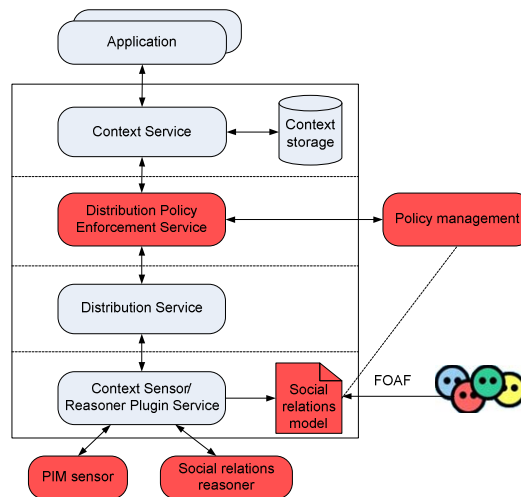 Application
Context Service
Context
storage
Distribution Policy
Enforcement Service
Policy management
Distribution Service
Context Sensor/
Reasoner Plugin Service
Social
relations
model
FOAF
PIM sensor
Social relations
reasoner